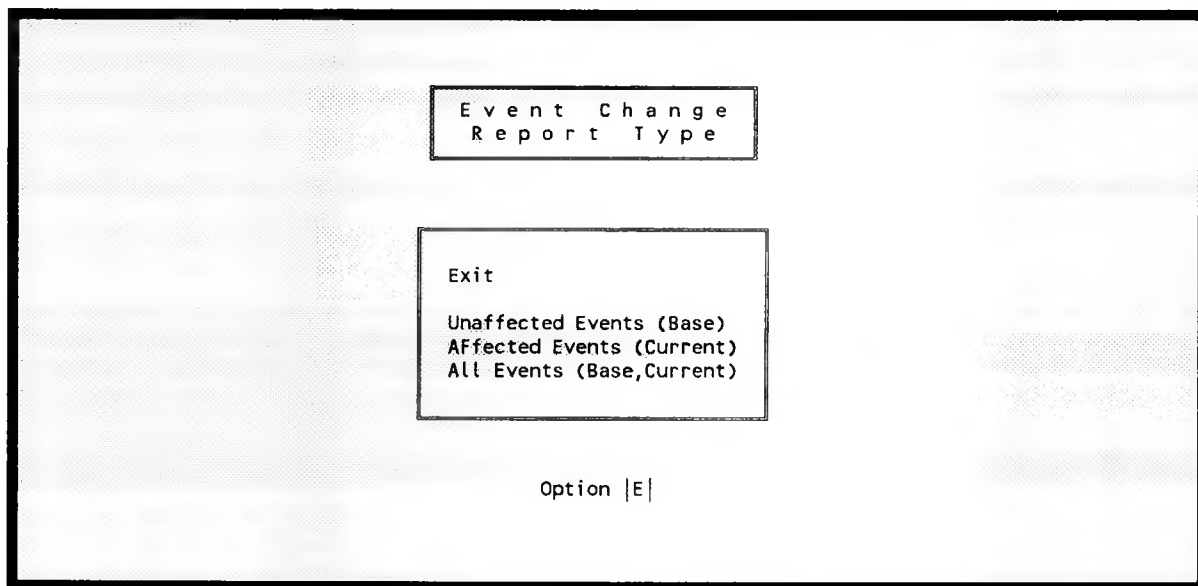 Event Change
Report Type
Exit
Unaffected Events (Base)
AFfected Events (Current)
All Events (Base,Current)
Option |E|